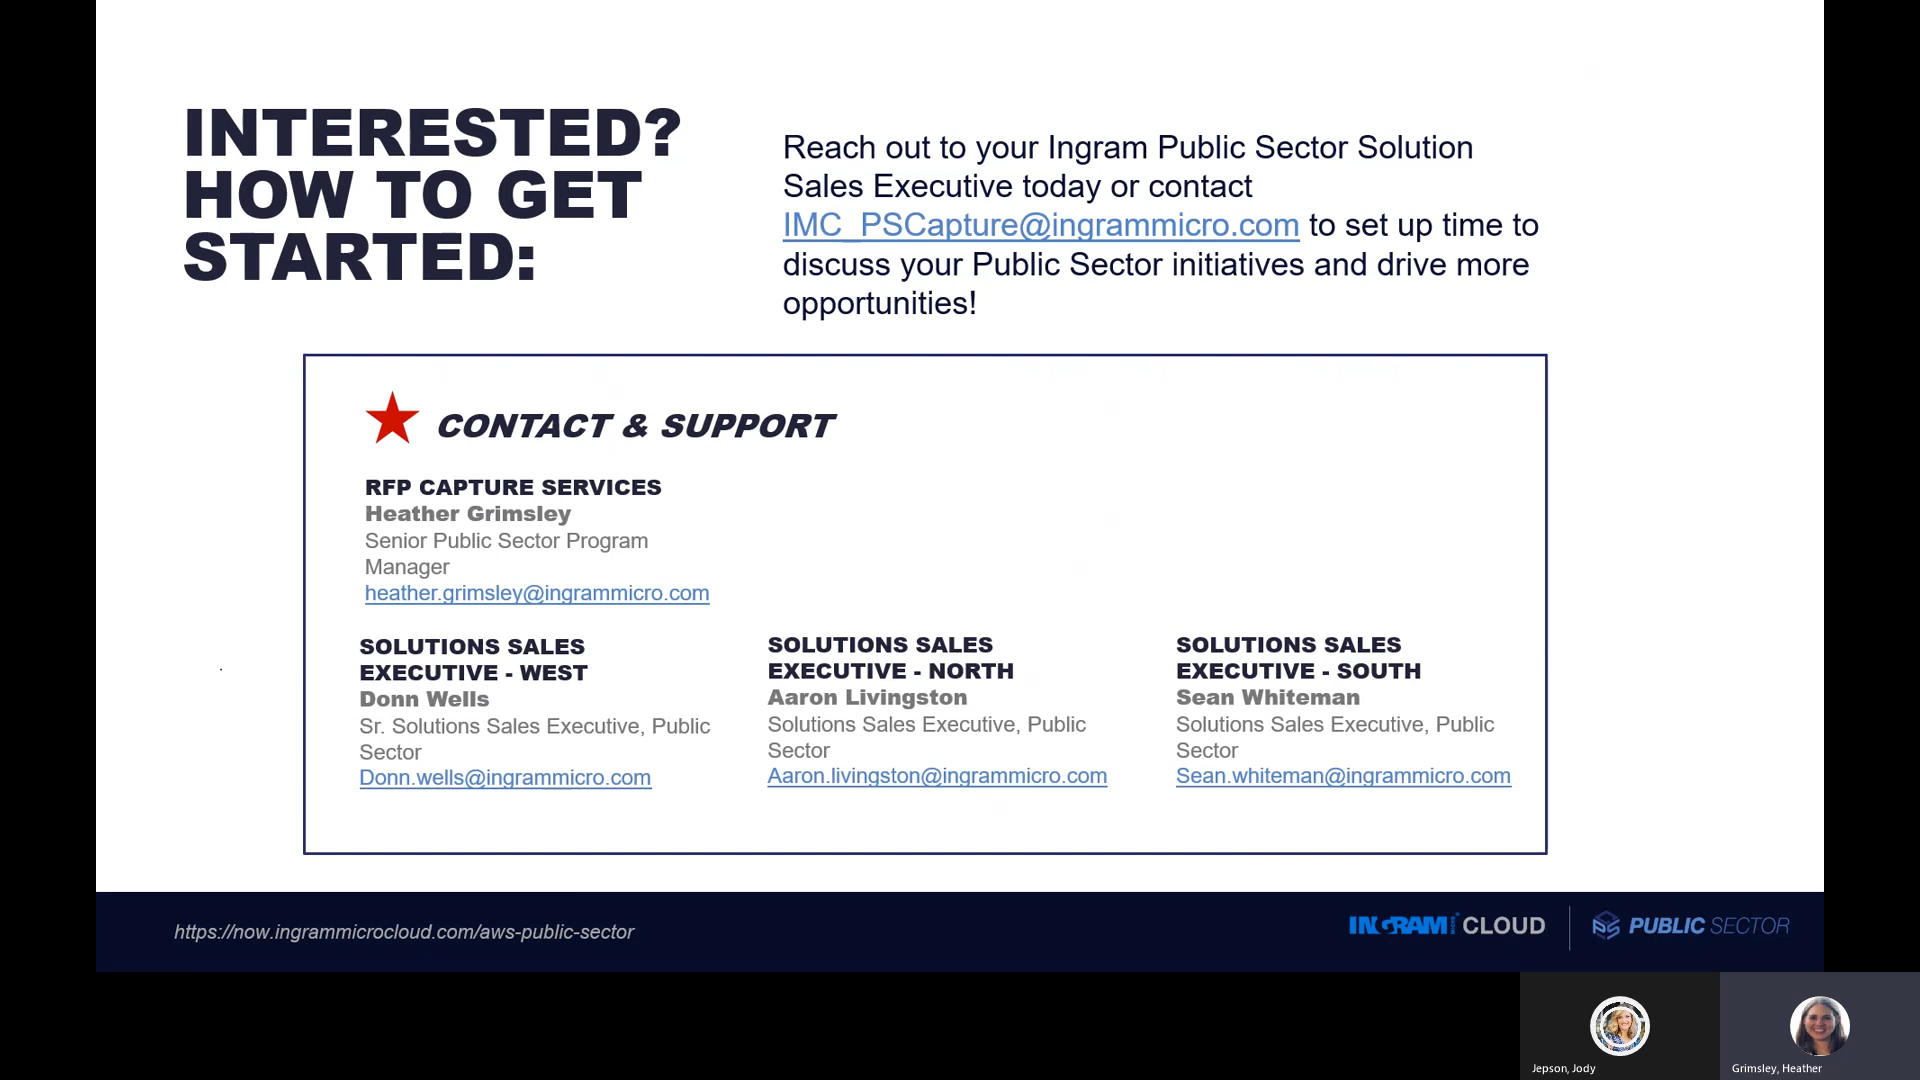 INTERESTED?
HOW TO GET
STARTED:
Reach out to your Ingram Public Sector Solution
Sales Executive today or contact
IMC_PSCapture@ingrammicro.com to set up time to
discuss your Public Sector initiatives and drive more
opportunities!
CONTACT & SUPPORT
RFP CAPTURE SERVICES
Heather Grimsley
Senior Public Sector Program
Manager
heather.grimsley@ingrammicro.com
SOLUTIONS SALES
EXECUTIVE - WEST
Donn Wells
Sr. Solutions Sales Executive, Public
Sector
Donn.wells@ingrammicro.com
SOLUTIONS SALES
EXECUTIVE - NORTH
Aaron Livingston
Solutions Sales Executive, Public
Sector
Aaron.livingston@ingrammicro.com
SOLUTIONS SALES
EXECUTIVE - SOUTH
Sean Whiteman
Solutions Sales Executive, Public
Sector
Sean.whiteman@ingrammicro.com
https://now.ingrammicrocloud.com/aws-public-sector
INGRAM CLOUD
PUBLIC SECTOR
Jepson, Jody
Grimsley, Heather